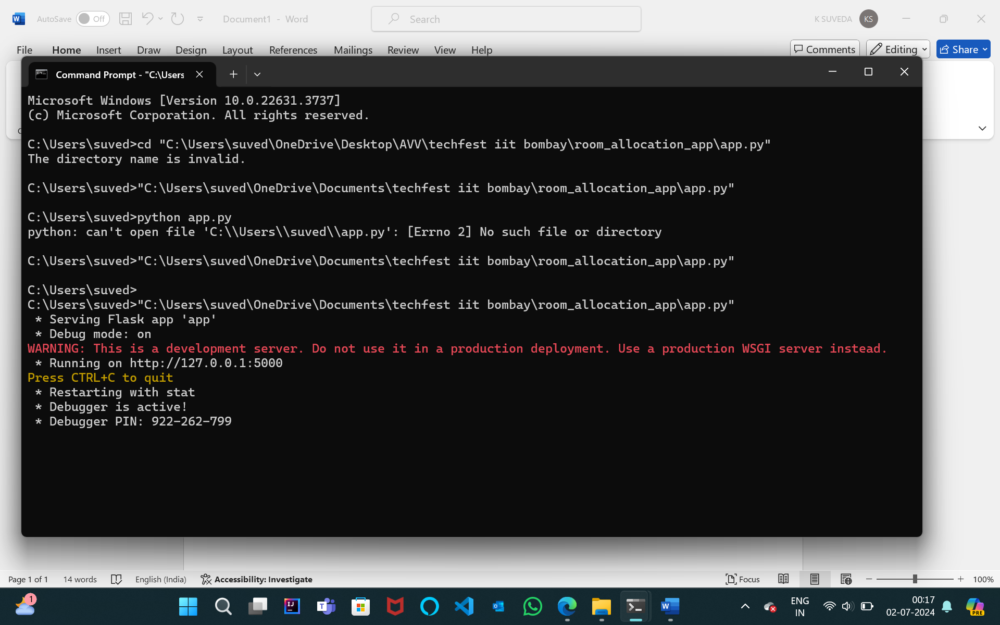 AutoSave Off Document1 - Word Search K SUVEDA KS
File Home Insert Draw Design Layout References Mailings Review View Help Comments Editing Share
Command Prompt - "C:\Users
Microsoft Windows [Version 10.0.22631.3737]
(c) Microsoft Corporation. All rights reserved.
C:\Users\suved>cd "C:\Users\suved\OneDrive\Desktop\AVV\techfest iit bombay\room_allocation_app\app.py"
The directory name is invalid.
C:\Users\suved>"C:\Users\suved\OneDrive\Documents\techfest iit bombay\room_allocation_app\app.py"
C:\Users\suved>python app.py
python: can't open file 'C:\\Users\\suved\\app.py': [Errno 2] No such file or directory
C:\Users\suved>"C:\Users\suved\OneDrive\Documents\techfest iit bombay\room_allocation_app\app.py"
C:\Users\suved>
C:\Users\suved>"C:\Users\suved\OneDrive\Documents\techfest iit bombay\room_allocation_app\app.py"
* Serving Flask app 'app'
* Debug mode: on
WARNING: This is a development server. Do not use it in a production deployment. Use a production WSGI server instead.
* Running on http://127.0.0.1:5000
Press CTRL+C to quit
* Restarting with stat
* Debugger is active!
* Debugger PIN: 922-262-799
Page 1 of 1 14 words English (India) Accessibility: Investigate Focus 100%
1 ENG 00:17
IN 02-07-2024 PRE